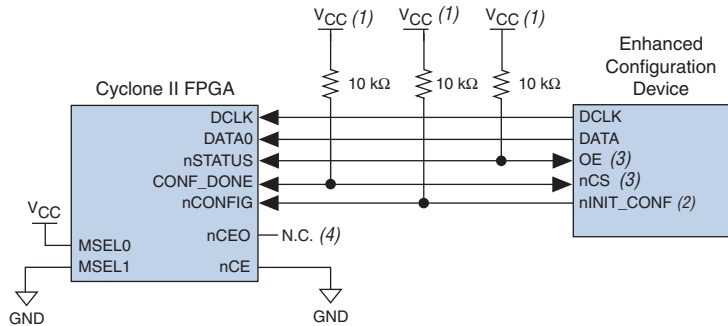 VCC (1)
VCC (1)
VCC (1)
Enhanced
Configuration
Device
Cyclone II FPGA
10 kΩ
10 kΩ
10 kΩ
DCLK
DCLK
DATA0
DATA
nSTATUS
OE (3)
CONF_DONE
nCS (3)
nCONFIG
nINIT_CONF (2)
VCC
nCEO
N.C. (4)
MSEL0
MSEL1
nCE
GND
GND